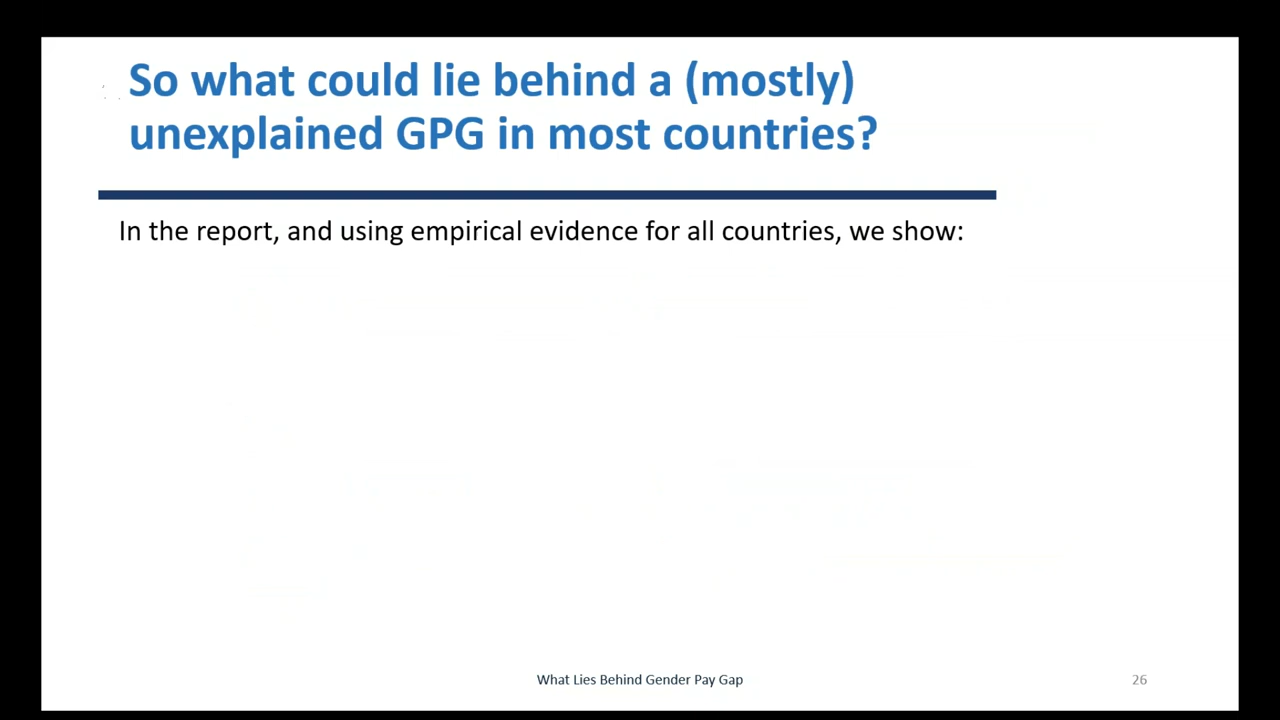 So what could lie behind a (mostly)
unexplained GPG in most countries?
In the report, and using empirical evidence for all countries, we show:
What Lies Behind Gender Pay Gap
26